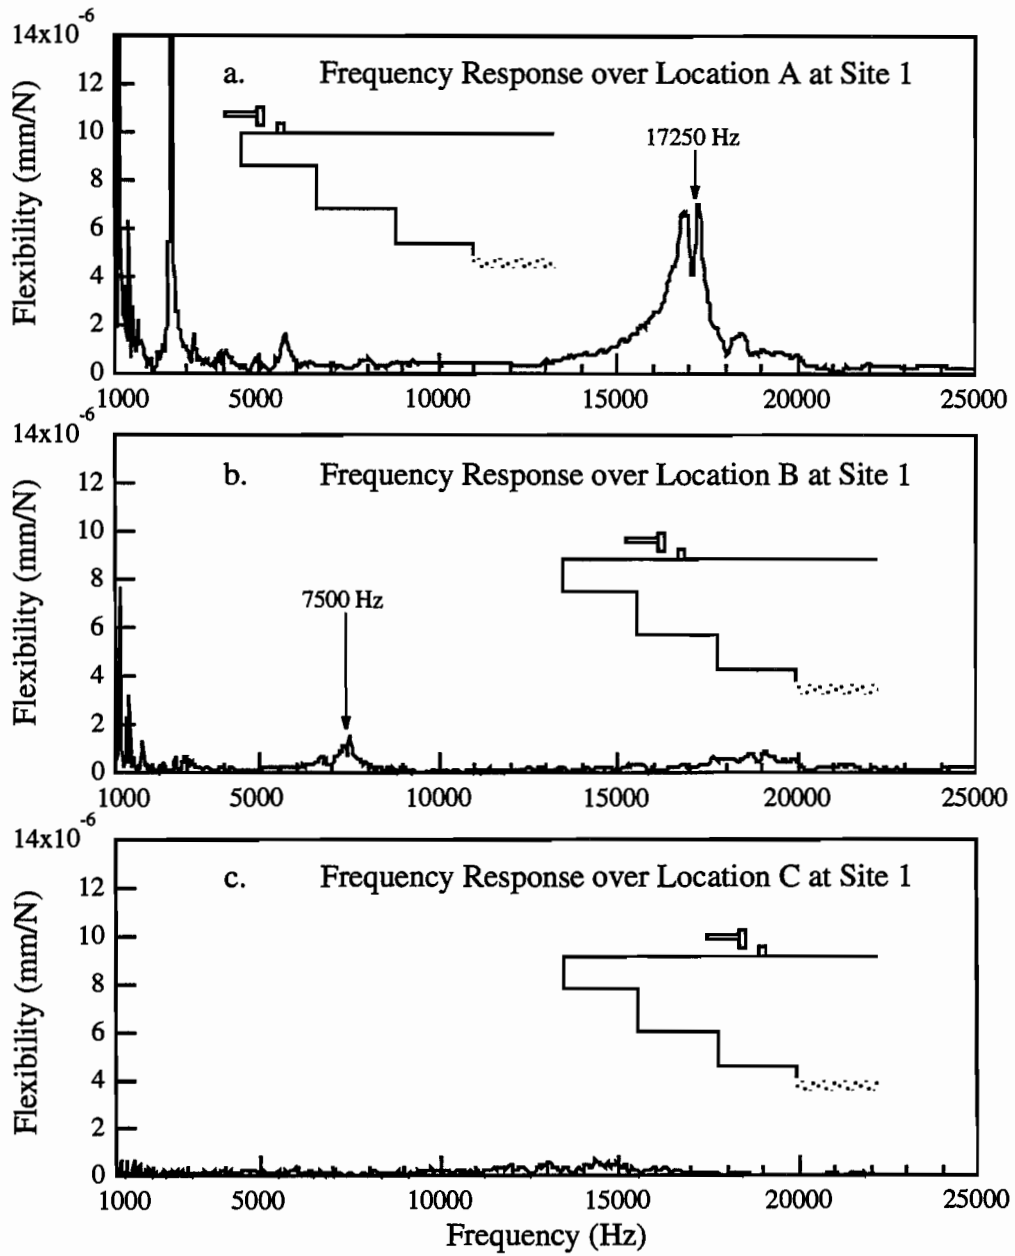 14x10-6
a. Frequency Response over Location A at Site 1
12
10
8
6
4
2
0
Flexibility (mm/N)
17250 Hz
1000 5000 10000 15000 20000 25000
14x10-6
b. Frequency Response over Location B at Site 1
12
10
8
6
4
2
0
Flexibility (mm/N)
7500 Hz
1000 5000 10000 15000 20000 25000
14x10-6
c. Frequency Response over Location C at Site 1
12
10
8
6
4
2
0
Flexibility (mm/N)
1000 5000 10000 15000 20000 25000
Frequency (Hz)